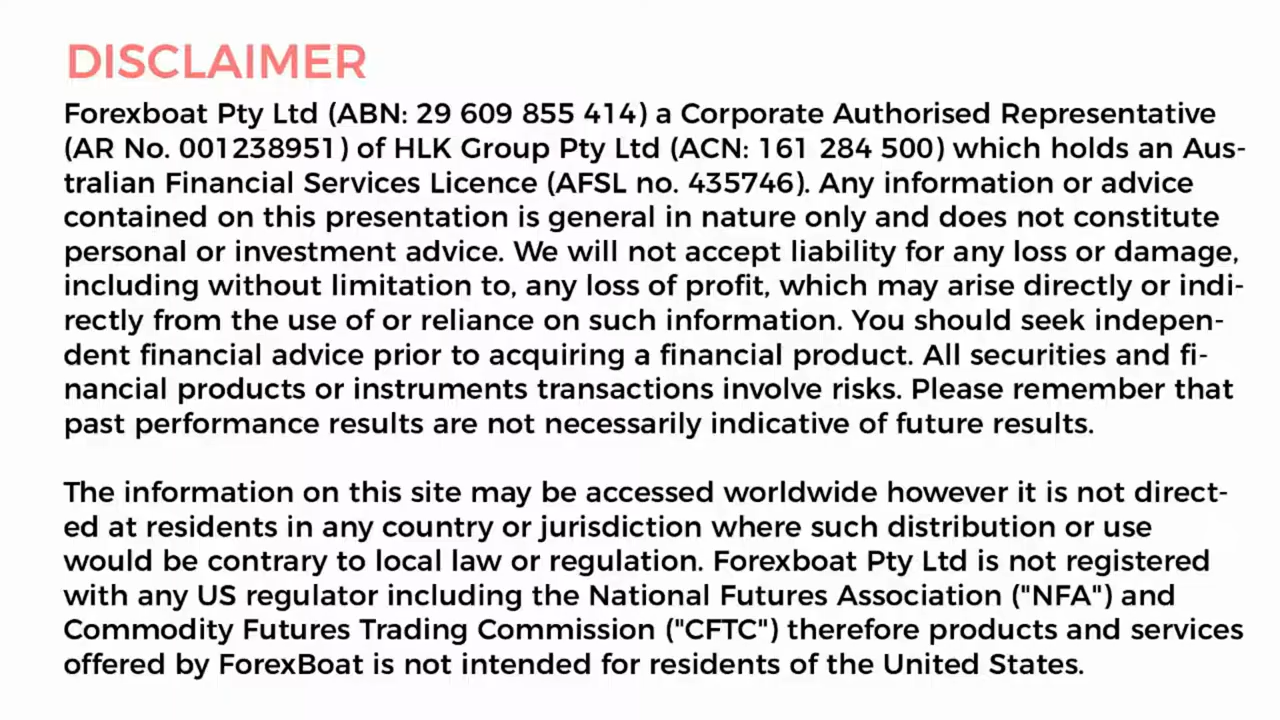 DISCLAIMER
Forexboat Pty Ltd (ABN: 29 609 855 414) a Corporate Authorised Representative
(AR No. 001238951) of HLK Group Pty Ltd (ACN: 161 284 500) which holds an Aus-
tralian Financial Services Licence (AFSL no. 435746). Any information or advice
contained on this presentation is general in nature only and does not constitute
personal or investment advice. We will not accept liability for any loss or damage,
including without limitation to, any loss of profit, which may arise directly or indi-
rectly from the use of or reliance on such information. You should seek indepen-
dent financial advice prior to acquiring a financial product. All securities and fi-
nancial products or instruments transactions involve risks. Please remember that
past performance results are not necessarily indicative of future results.
The information on this site may be accessed worldwide however it is not direct-
ed at residents in any country or jurisdiction where such distribution or use
would be contrary to local law or regulation. Forexboat Pty Ltd is not registered
with any US regulator including the National Futures Association ("NFA") and
Commodity Futures Trading Commission ("CFTC") therefore products and services
offered by ForexBoat is not intended for residents of the United States.